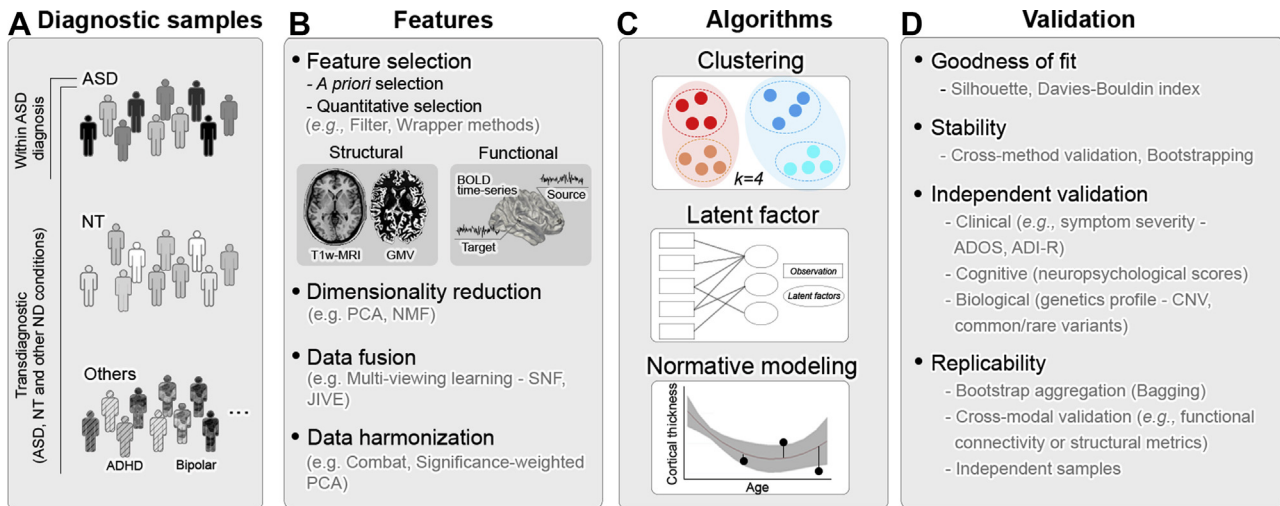 A Diagnostic samples
Within ASD
diagnosis
ASD
Transdiagnostic
(ASD, NT and other ND conditions)
NT
Others
...
ADHD
Bipolar
B Features
• Feature selection
- A priori selection
- Quantitative selection
(e.g., Filter, Wrapper methods)
Structural
Functional
T1w-MRI
GMV
BOLD
time-series
Source
Target
• Dimensionality reduction
(e.g. PCA, NMF)
• Data fusion
(e.g. Multi-viewing learning - SNF,
JIVE)
• Data harmonization
(e.g. Combat, Significance-weighted
PCA)
C Algorithms
Clustering
k=4
Latent factor
Observation
Latent factors
Normative modeling
Cortical thickness
Age
D Validation
• Goodness of fit
- Silhouette, Davies-Bouldin index
• Stability
- Cross-method validation, Bootstrapping
• Independent validation
- Clinical (e.g., symptom severity -
ADOS, ADI-R)
- Cognitive (neuropsychological scores)
- Biological (genetics profile - CNV,
common/rare variants)
• Replicability
- Bootstrap aggregation (Bagging)
- Cross-modal validation (e.g., functional
connectivity or structural metrics)
- Independent samples